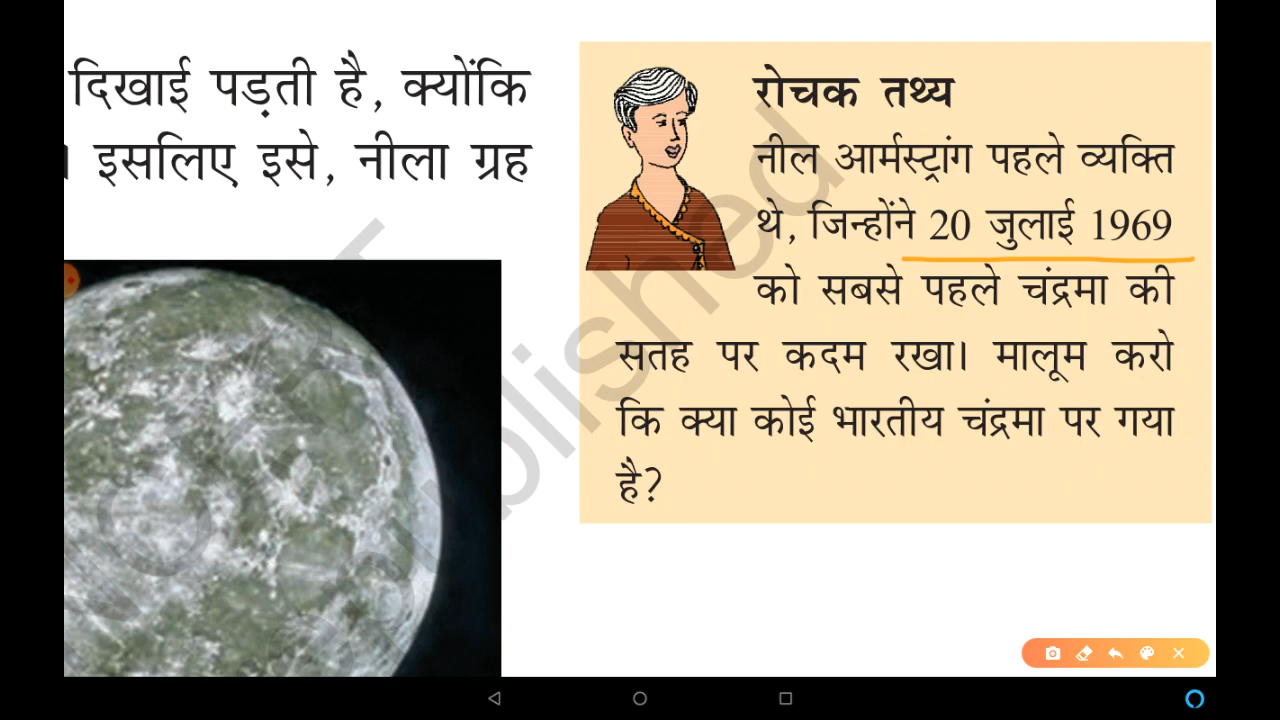 दिखाई पड़ती है, क्योंकि
। इसलिए इसे, नीला ग्रह
रोचक तथ्य
नील आर्मस्ट्रांग पहले व्यक्ति
थे, जिन्होंने 20 जुलाई 1969
को सबसे पहले चंद्रमा की
सतह पर कदम रखा। मालूम करो
कि क्या कोई भारतीय चंद्रमा पर गया
है?